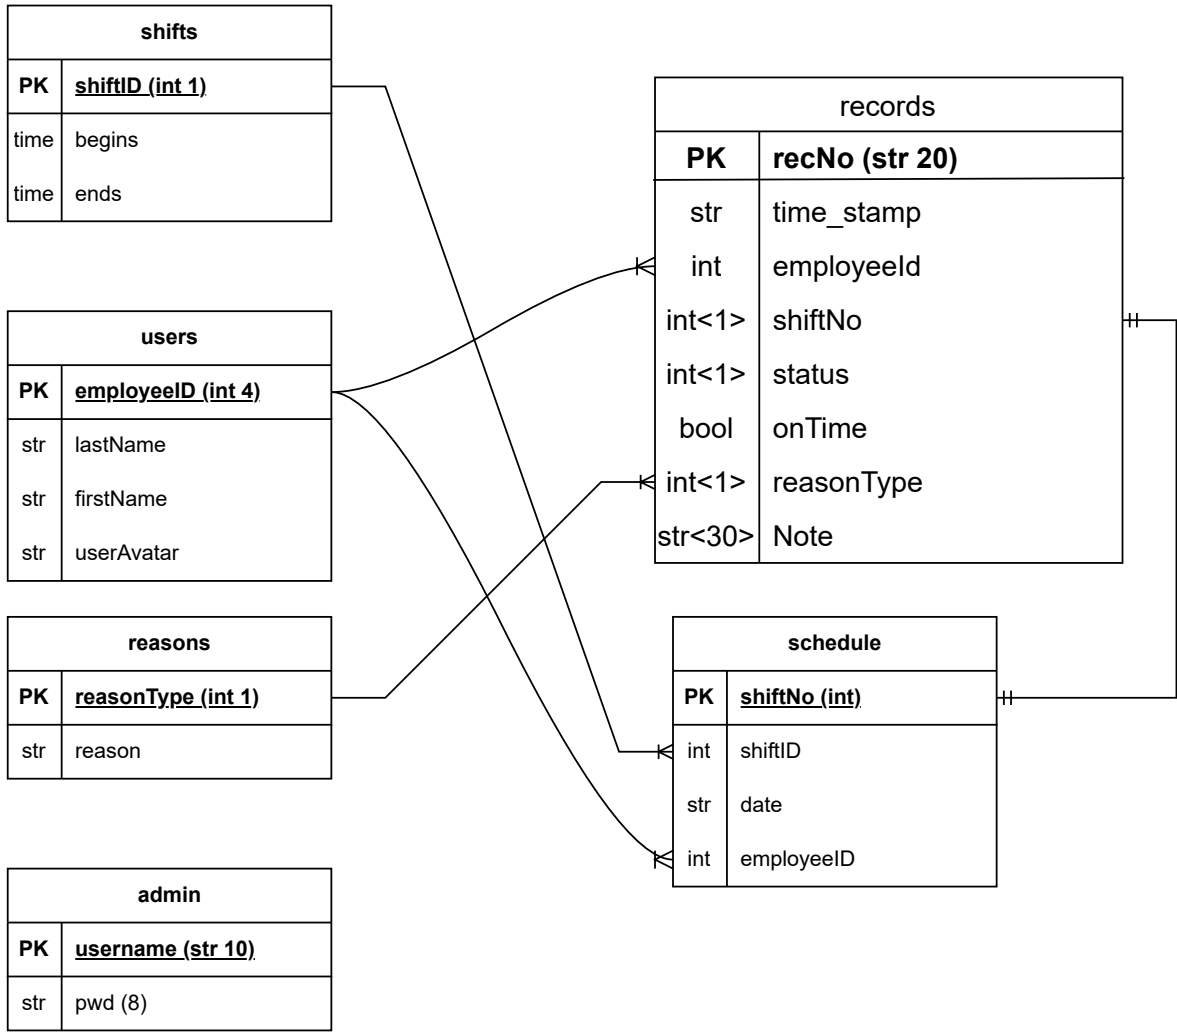 shifts
PK shiftID (int 1)
time begins
time ends
users
PK employeeID (int 4)
str lastName
str firstName
str userAvatar
reasons
PK reasonType (int 1)
str reason
admin
PK username (str 10)
str pwd (8)
records
PK recNo (str 20)
str time_stamp
int employeeId
int<1> shiftNo
int<1> status
bool onTime
int<1> reasonType
str<30> Note
schedule
PK shiftNo (int)
int shiftID
str date
int employeeID